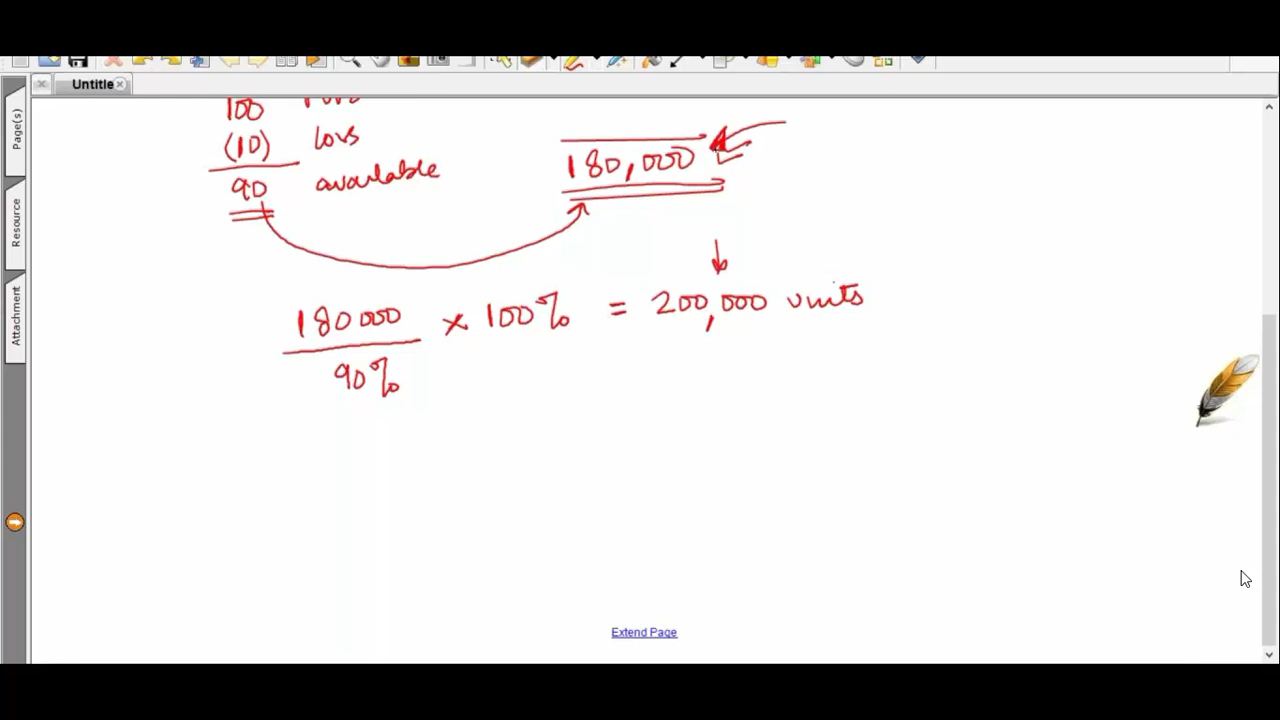 Untitle
Page(s)
Resource
Attachment
100
(10) loss
90 available
180,000
180000 × 100% = 200,000 units
90%
Extend Page